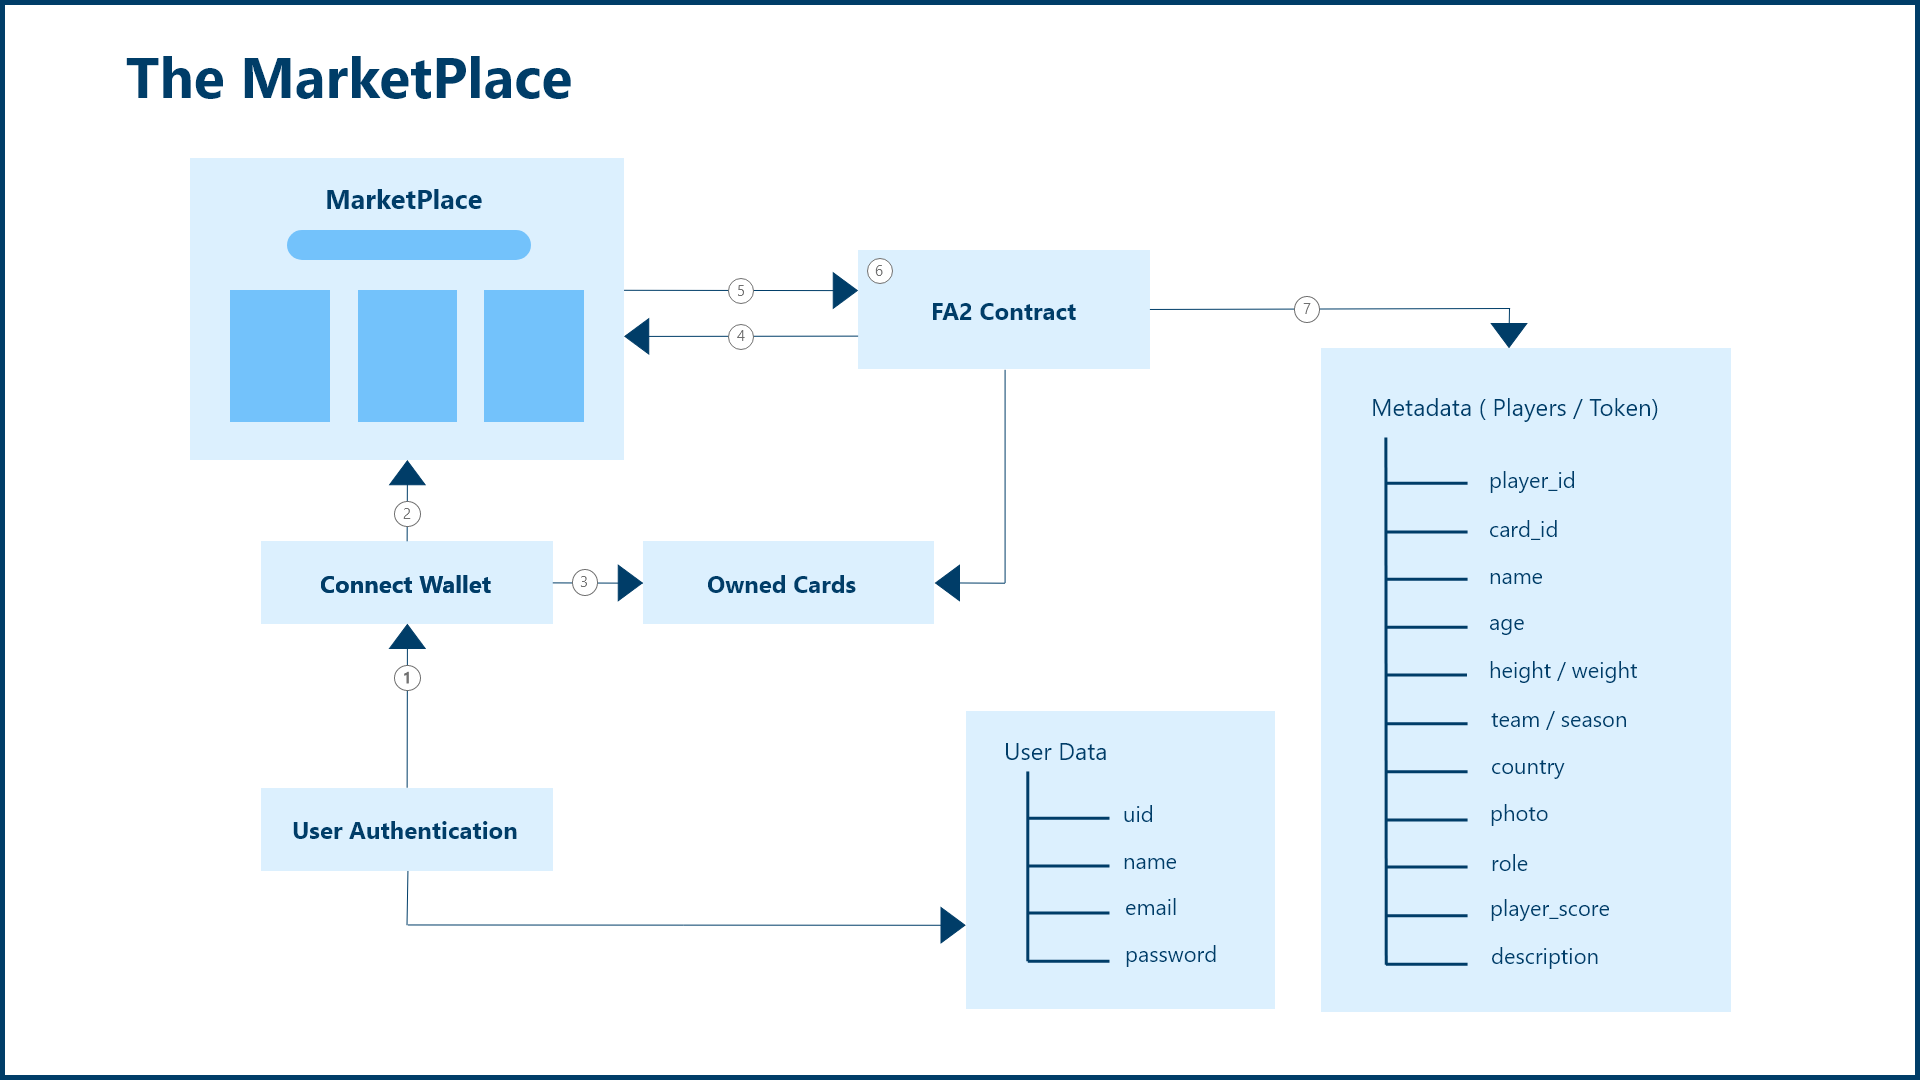 The MarketPlace
MarketPlace
5
4
6
FA2 Contract
7
2
Connect Wallet
3
Owned Cards
1
User Authentication
User Data
uid
name
email
password
Metadata ( Players / Token)
player_id
card_id
name
age
height / weight
team / season
country
photo
role
player_score
description